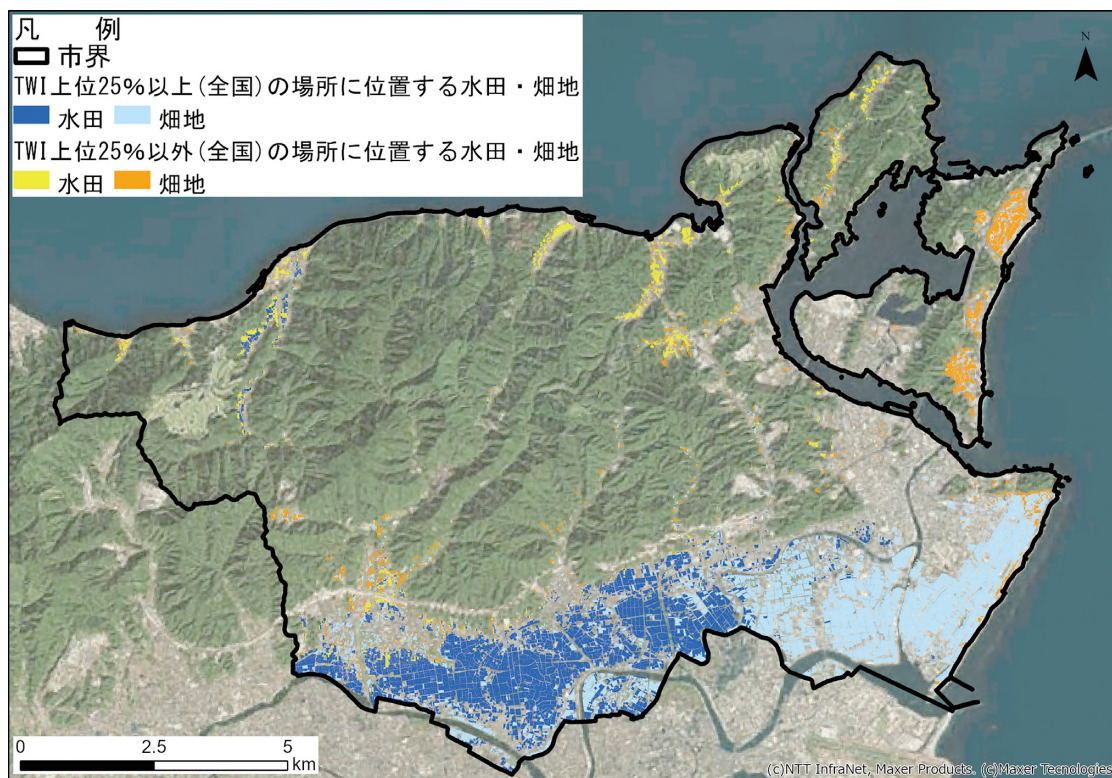 凡　例
市界
TWI上位25%以上(全国)の場所に位置する水田・畑地
水田 畑地
TWI上位25%以外(全国)の場所に位置する水田・畑地
水田 畑地
N
0 2.5 5
km
(c)NTT InfraNet, Maxer Products. (c)Maxer Tecnologies